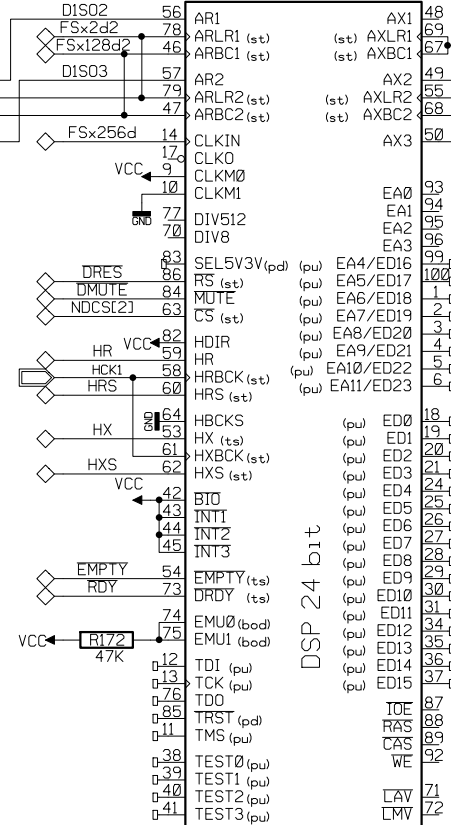 D1SO2 56 AR1 AX1 48
FSx2d2 78 ARLR1 (st) (st) AXLR1 69
FSx128d2 46 ARBC1 (st) (st) AXBC1 67
D1SO3 57 AR2 AX2 49
79 ARLR2 (st) (st) AXLR2 55
47 ARBC2 (st) (st) AXBC2 68
FSx256d 14 CLKIN AX3 50
17 CLKO
VCC 9 CLKM0
10 CLKM1 EA0 93
GND 77 DIV512 EA1 94
70 DIV8 EA2 95
EA3 96
83 SEL5V3V(pd) (pu) EA4/ED16 99
DRES 86 RS (st) (pu) EA5/ED17 100
DMUTE 84 MUTE (pu) EA6/ED18 1
NDCS[2] 63 CS (st) (pu) EA7/ED19 2
(pu) EA8/ED20 3
VCC 82 HDIR (pu) EA9/ED21 4
HR 59 HR (pu) EA10/ED22 5
HCK1 58 HRBCK(st) (pu) EA11/ED23 6
HRS 60 HRS (st)
GND 64 HBCKS (pu) ED0 18
HX 53 HX (ts) (pu) ED1 19
61 HXBCK(st) (pu) ED2 20
HXS 62 HXS (st) (pu) ED3 21
VCC 42 BIO (pu) ED4 24
43 INT1 (pu) ED5 25
44 INT2 (pu) ED6 26
45 INT3 (pu) ED7 27
(pu) ED8 28
EMPTY 54 EMPTY(ts) (pu) ED9 29
RDY 73 DRDY (ts) (pu) ED10 30
74 EMU0(bod) (pu) ED11 31
VCC R172 75 EMU1 (bod) (pu) ED12 34
47K (pu) ED13 35
12 TDI (pu) (pu) ED14 36
13 TCK (pu) (pu) ED15 37
76 TDO IOE 87
85 TRST(pd) RAS 88
11 TMS(pu) CAS 89
38 TEST0(pu) WE 92
39 TEST1 (pu)
40 TEST2(pu) LAV 71
41 TEST3(pu) LMV 72
DSP 24 bit